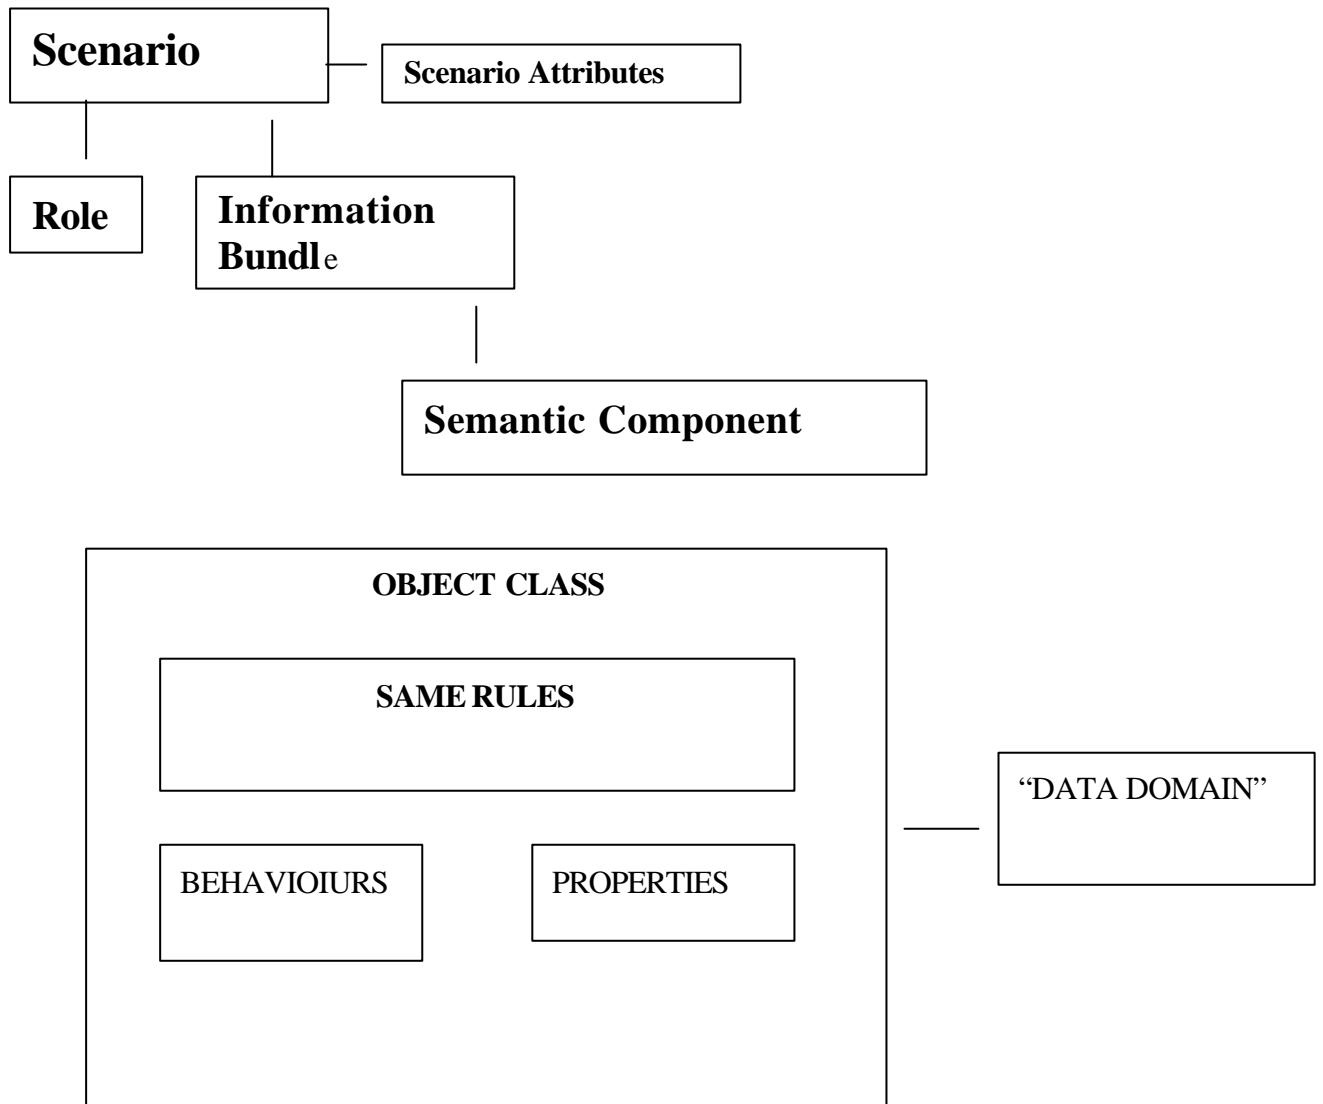 Scenario
Scenario Attributes
Role
Information
Bundle
Semantic Component
OBJECT CLASS
SAME RULES
BEHAVIOIURS
PROPERTIES
“DATA DOMAIN”